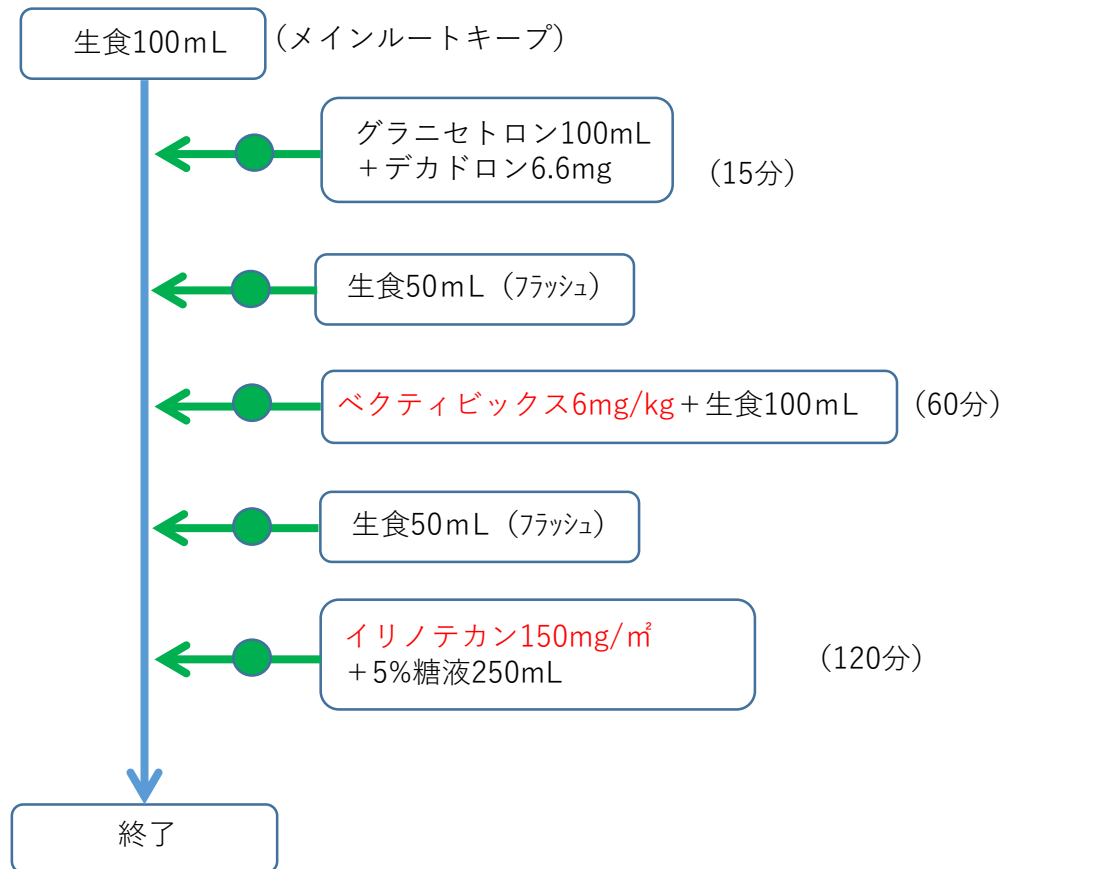 生食100mL
(メインルートキープ)
グラニセトロン100mL
+デカドロン6.6mg
(15分)
生食50mL(フラッシュ)
ベクティビックス6mg/kg+生食100mL
(60分)
生食50mL(フラッシュ)
イリノテカン150mg/㎡
+5%糖液250mL
(120分)
終了